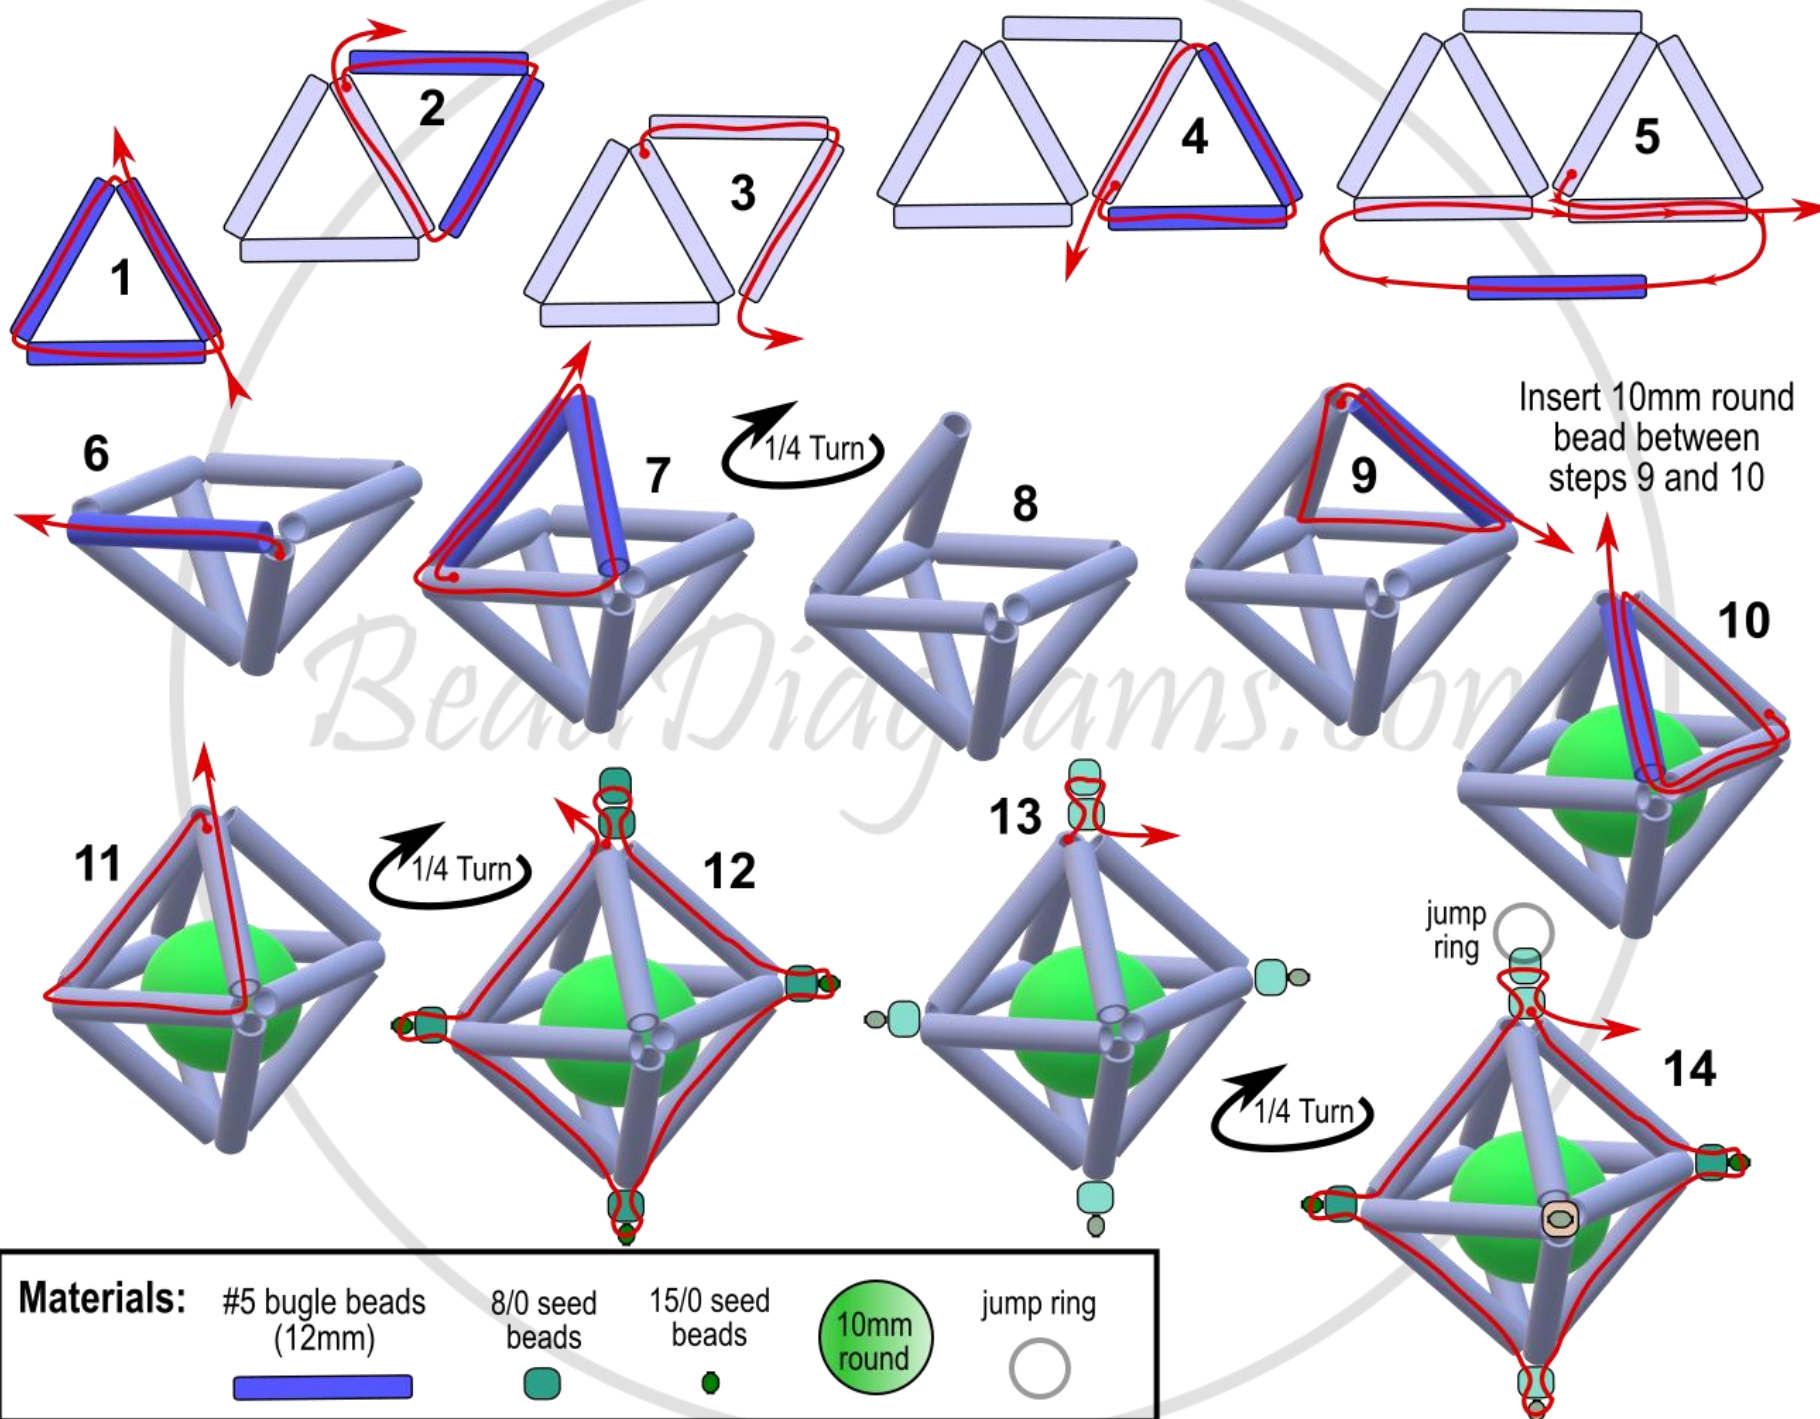 1
2
3
4
5
6
7
1/4 Turn
8
9
Insert 10mm round
bead between
steps 9 and 10
10
BeadDiagrams.com
11
1/4 Turn
12
13
1/4 Turn
jump
ring
14
Materials:
#5 bugle beads
(12mm)
8/0 seed
beads
15/0 seed
beads
10mm
round
jump ring